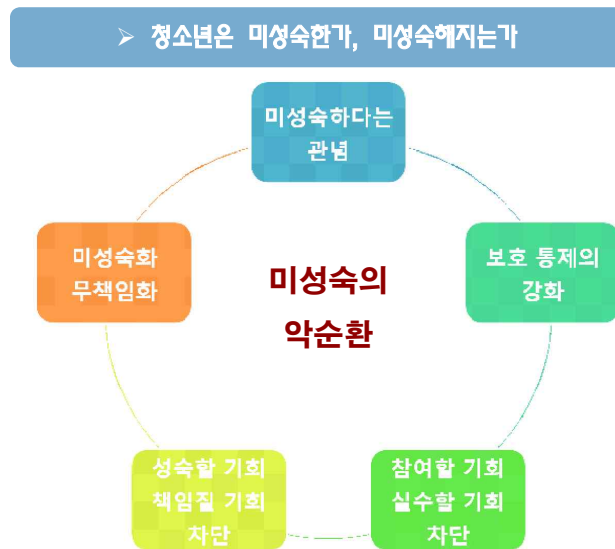 ➢ 청소년은 미성숙한가, 미성숙해지는가
미성숙하다는
관념
보호 통제의
강화
참여할 기회
실수할 기회
차단
성숙할 기회
책임질 기회
차단
미성숙화
무책임화
미성숙의
악순환